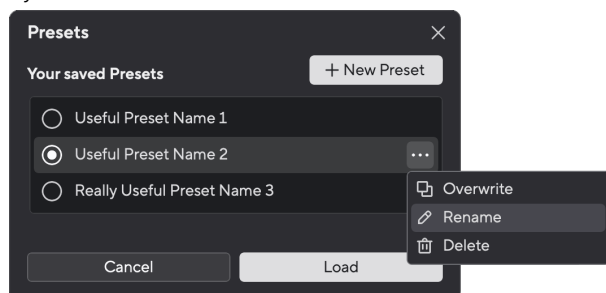 Presets
Your saved Presets
+ New Preset
Useful Preset Name 1
Useful Preset Name 2
Really Useful Preset Name 3
Overwrite
Rename
Delete
Cancel
Load